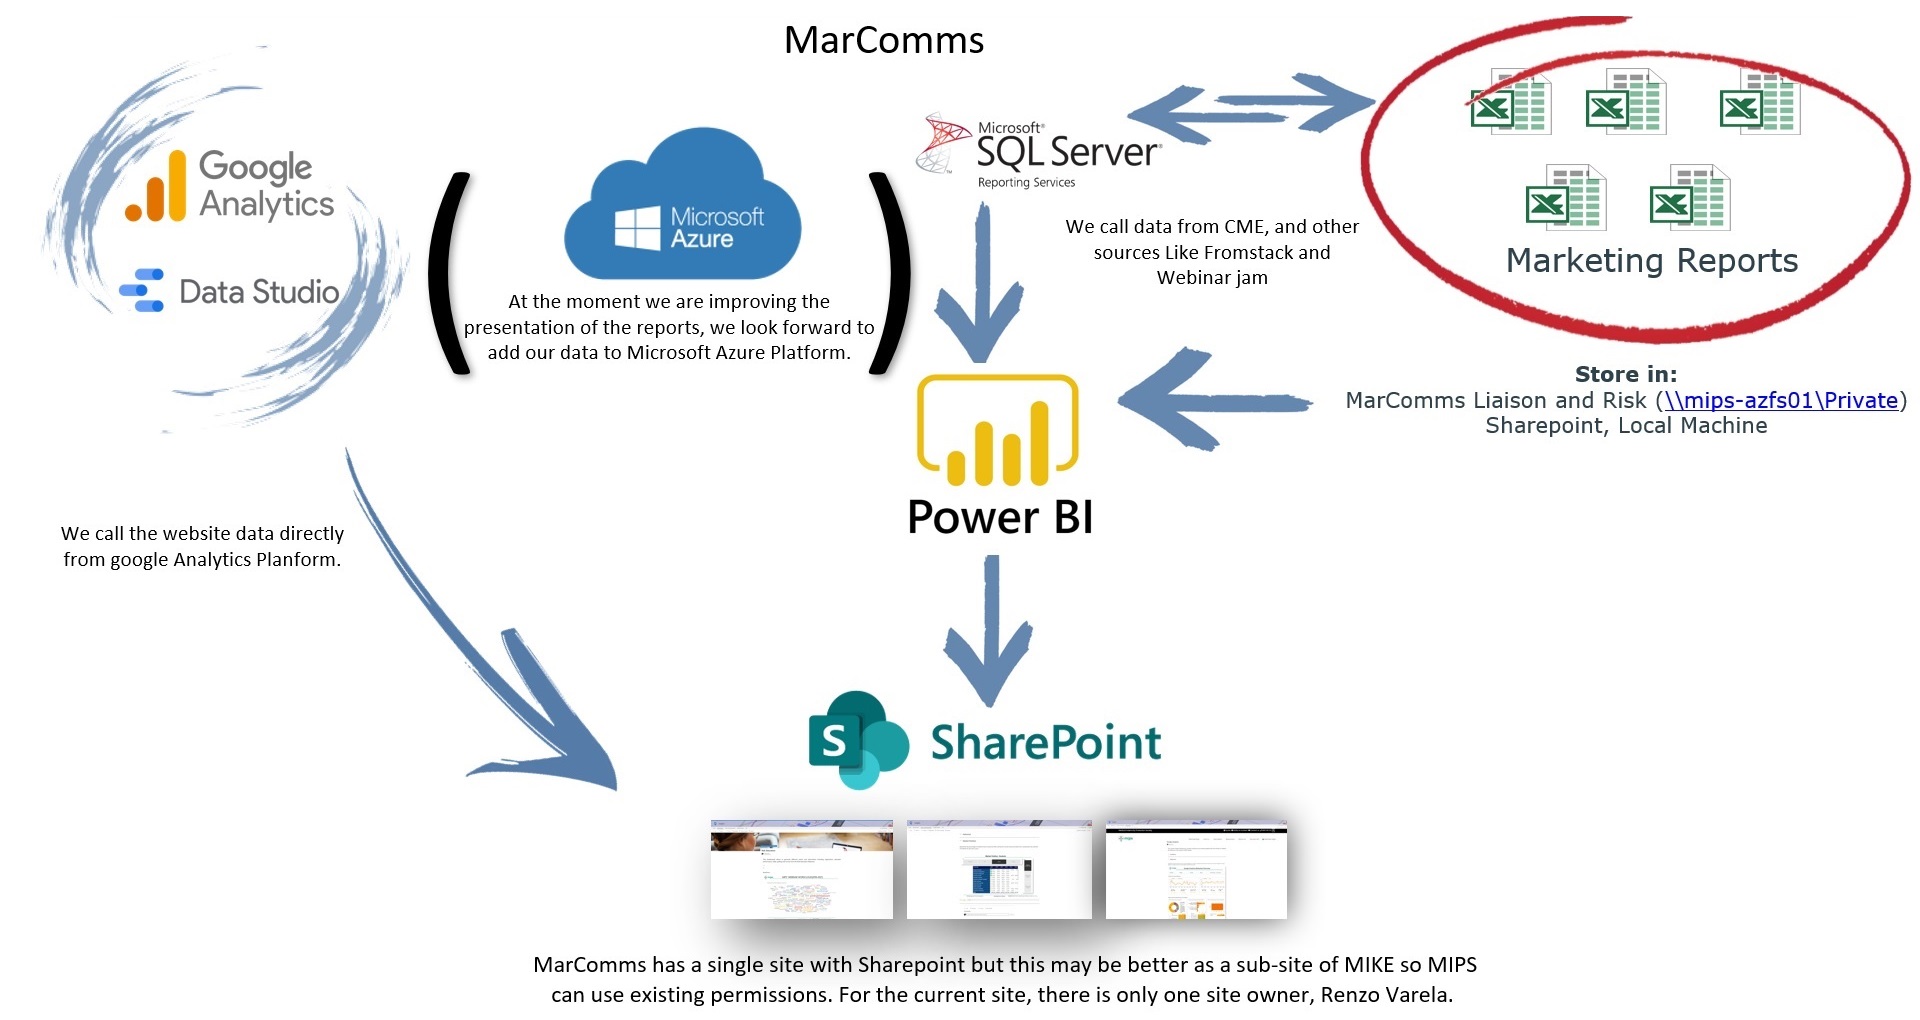 MarComms
Google
Analytics
Data Studio
Microsoft
Azure
At the moment we are improving the
presentation of the reports, we look forward to
add our data to Microsoft Azure Platform.
Microsoft®
SQL Server®
Reporting Services
We call data from CME, and other
sources Like Fromstack and
Webinar jam
Marketing Reports
Store in:
MarComms Liaison and Risk (\\mips-azfs01\Private)
Sharepoint, Local Machine
Power BI
We call the website data directly
from google Analytics Planform.
S SharePoint
MarComms has a single site with Sharepoint but this may be better as a sub-site of MIKE so MIPS
can use existing permissions. For the current site, there is only one site owner, Renzo Varela.